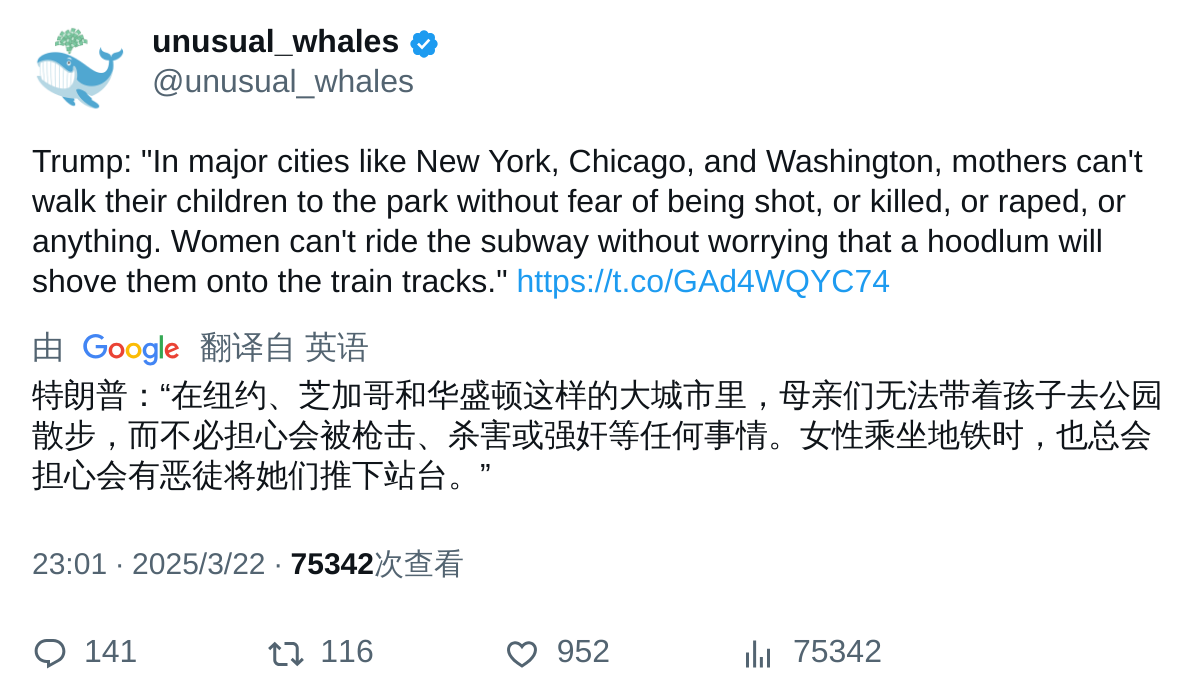 unusual_whales
@unusual_whales
Trump: "In major cities like New York, Chicago, and Washington, mothers can't
walk their children to the park without fear of being shot, or killed, or raped, or
anything. Women can't ride the subway without worrying that a hoodlum will
shove them onto the train tracks." https://t.co/GAd4WQYC74
由 Google 翻译自 英语
特朗普：“在纽约、芝加哥和华盛顿这样的大城市里，母亲们无法带着孩子去公园
散步，而不必担心会被枪击、杀害或强奸等任何事情。女性乘坐地铁时，也总会
担心会有恶徒将她们推下站台。”
23:01 · 2025/3/22 · 75342次查看
141 116 952 75342